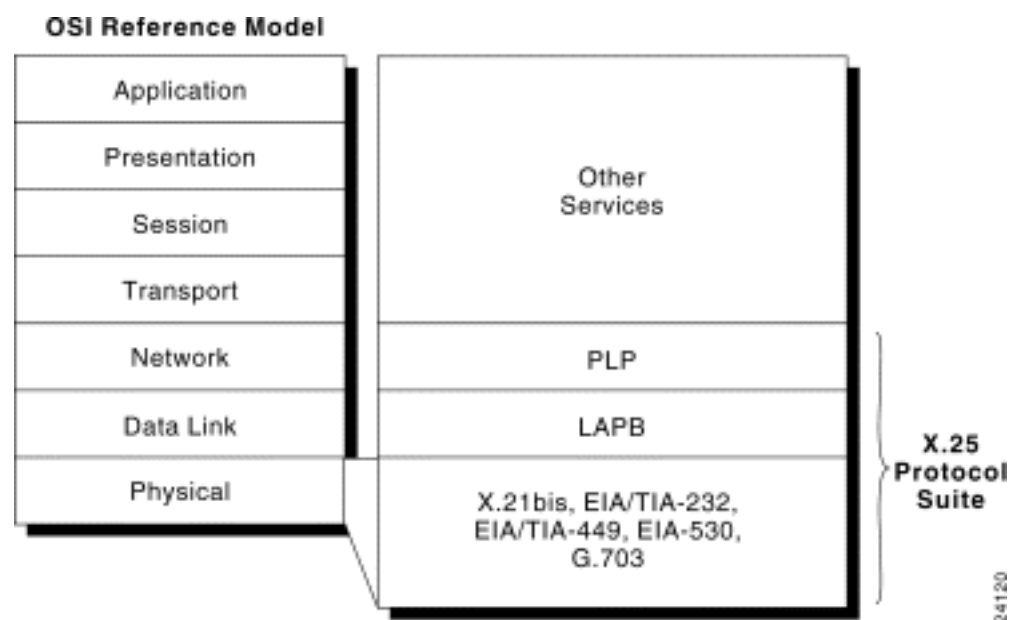 OSI Reference Model
Application
Presentation
Session
Transport
Network
Data Link
Physical
Other
Services
PLP
LAPB
X.21bis, EIA/TIA-232,
EIA/TIA-449, EIA-530,
G.703
X.25
Protocol
Suite
24120